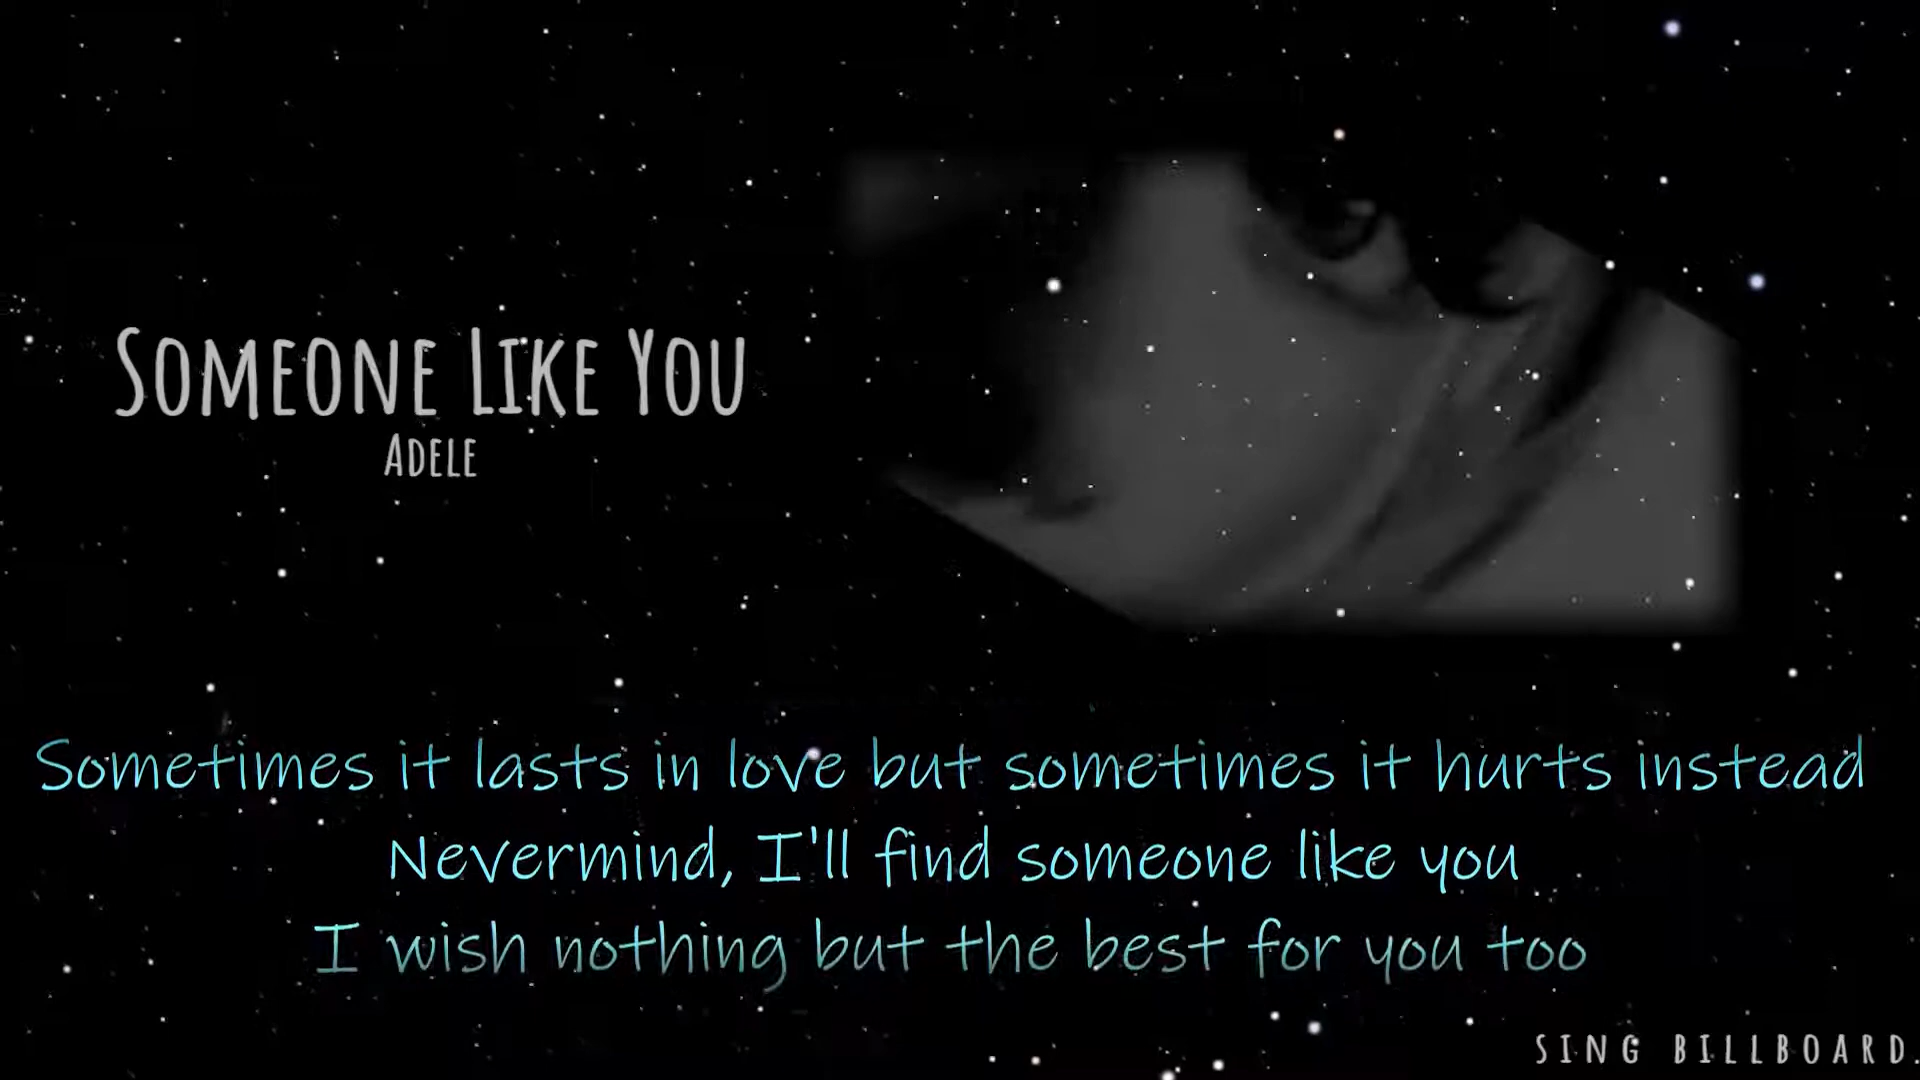 Someone Like You
Adele
Sometimes it lasts in love but sometimes it hurts instead
Nevermind, I'll find someone like you
I wish nothing but the best for you too
SING BILLBOARD.